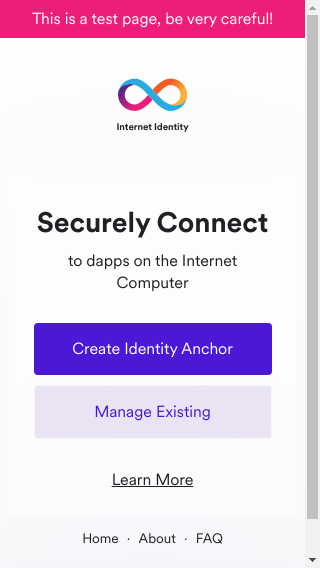 This is a test page, be very careful!
Internet Identity
Securely Connect
to dapps on the Internet
Computer
Create Identity Anchor
Manage Existing
Learn More
Home · About · FAQ